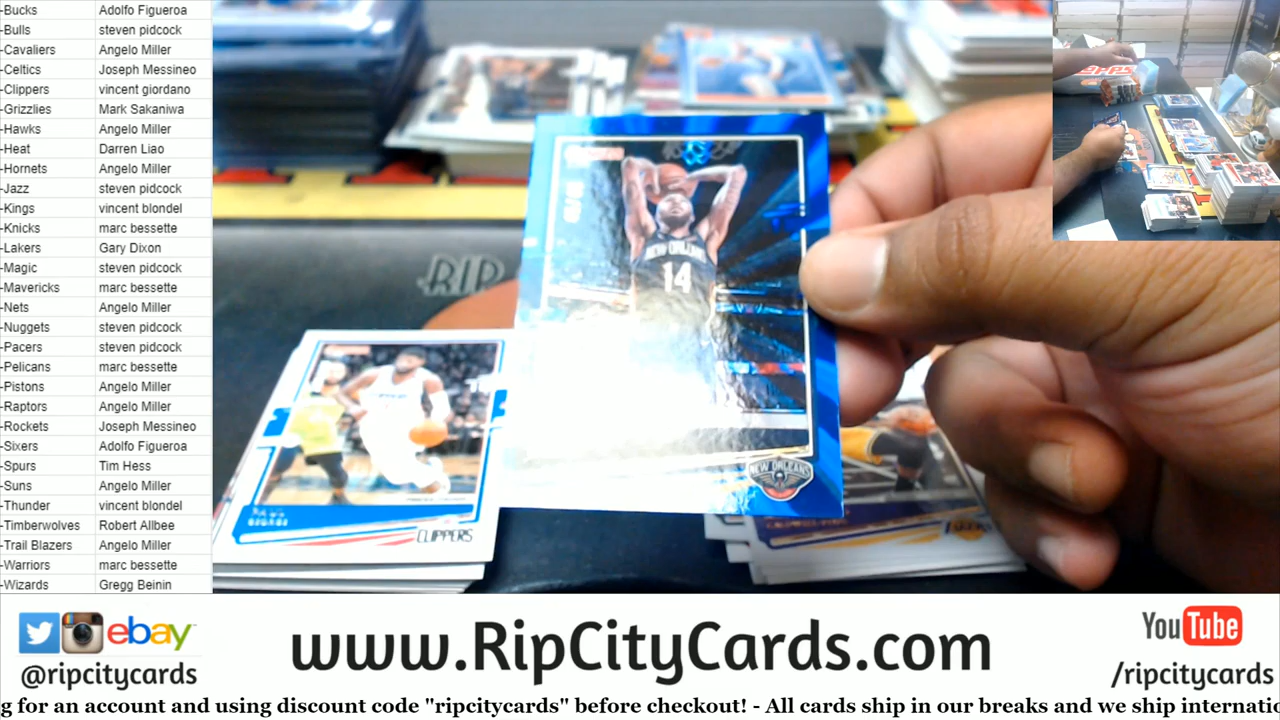 -Bucks Adolfo Figueroa
-Bulls steven pidcock
-Cavaliers Angelo Miller
-Celtics Joseph Messineo
-Clippers vincent giordano
-Grizzlies Mark Sakaniwa
-Hawks Angelo Miller
-Heat Darren Liao
-Hornets Angelo Miller
-Jazz steven pidcock
-Kings vincent blondel
-Knicks marc bessette
-Lakers Gary Dixon
-Magic steven pidcock
-Mavericks marc bessette
-Nets Angelo Miller
-Nuggets steven pidcock
-Pacers steven pidcock
-Pelicans marc bessette
-Pistons Angelo Miller
-Raptors Angelo Miller
-Rockets Joseph Messineo
-Sixers Adolfo Figueroa
-Spurs Tim Hess
-Suns Angelo Miller
-Thunder vincent blondel
-Timberwolves Robert Allbee
-Trail Blazers Angelo Miller
-Warriors marc bessette
-Wizards Gregg Beinin
RIP
NEW ORLEANS
14
NEW ORLEANS
CLIPPERS
ebay
@ripcitycards
www.RipCityCards.com
YouTube
/ripcitycards
g for an account and using discount code "ripcitycards" before checkout! - All cards ship in our breaks and we ship internatio